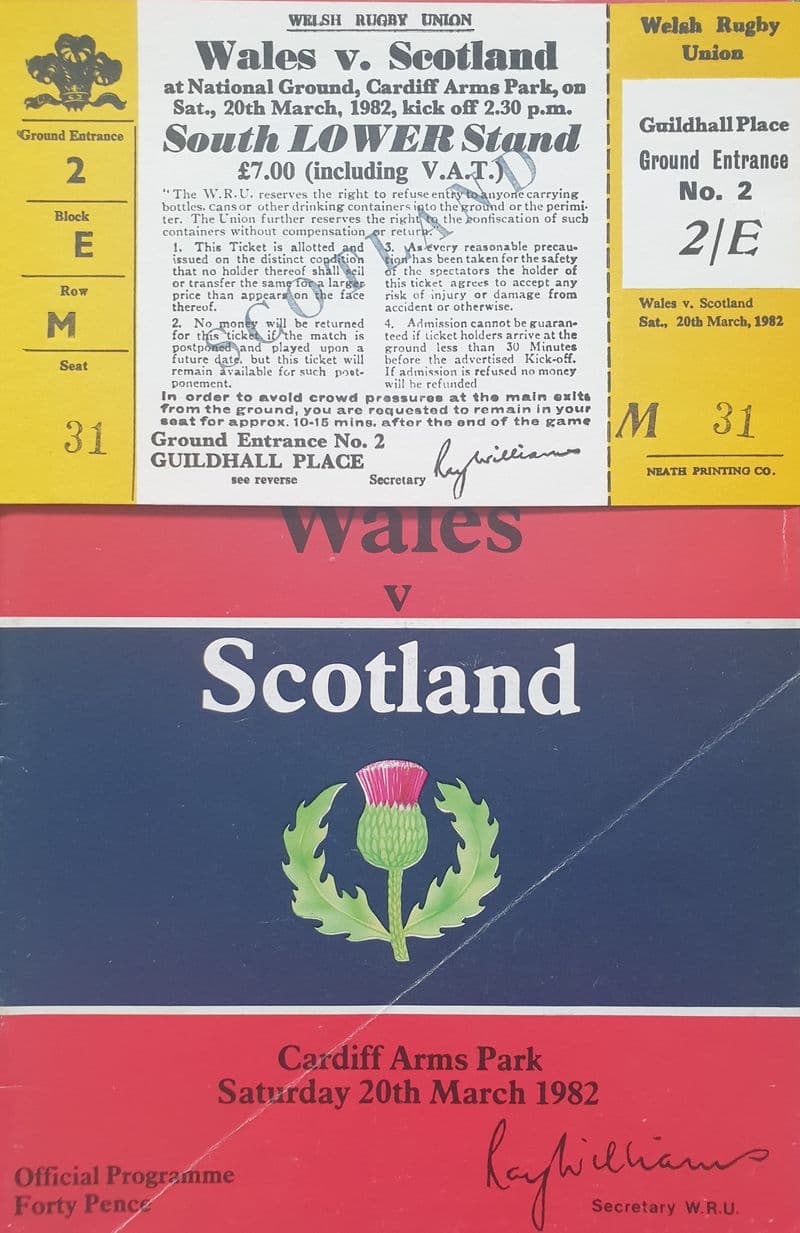 WELSH RUGBY UNION
Wales v. Scotland
at National Ground, Cardiff Arms Park, on
Sat., 20th March, 1982, kick off 2.30 p.m.
South LOWER Stand
£7.00 (including V.A.T.)
"The W.R.U. reserves the right to refuse entry to anyone carrying
bottles, cans or other drinking containers into the ground or the perimi-
ter. The Union further reserves the right to the confiscation of such
containers without compensation or return.
1. This Ticket is allotted and
issued on the distinct condition
that no holder thereof shall sell
or transfer the same for a larger
price than appears on the face
thereof.
2. No money will be returned
for this ticket if the match is
postponed and played upon a
future date, but this ticket will
remain available for such post-
ponement.
3. As every reasonable precau-
tion has been taken for the safety
of the spectators the holder of
this ticket agrees to accept any
risk of injury or damage from
accident or otherwise.
4. Admission cannot be guaran-
teed if ticket holders arrive at the
ground less than 30 Minutes
before the advertised Kick-off.
If admission is refused no money
will be refunded
In order to avoid crowd pressures at the main exits
from the ground, you are requested to remain in your
seat for approx. 10-15 mins. after the end of the game
Ground Entrance No. 2
GUILDHALL PLACE
see reverse
Secretary
Ray Williams
SCOTLAND
Ground Entrance
2
Block
E
Row
M
Seat
31
Welsh Rugby
Union
Guildhall Place
Ground Entrance
No. 2
2/E
Wales v. Scotland
Sat., 20th March, 1982
M 31
NEATH PRINTING CO.
Wales
v
Scotland
Cardiff Arms Park
Saturday 20th March 1982
Ray Williams
Secretary W.R.U.
Official Programme
Forty Pence